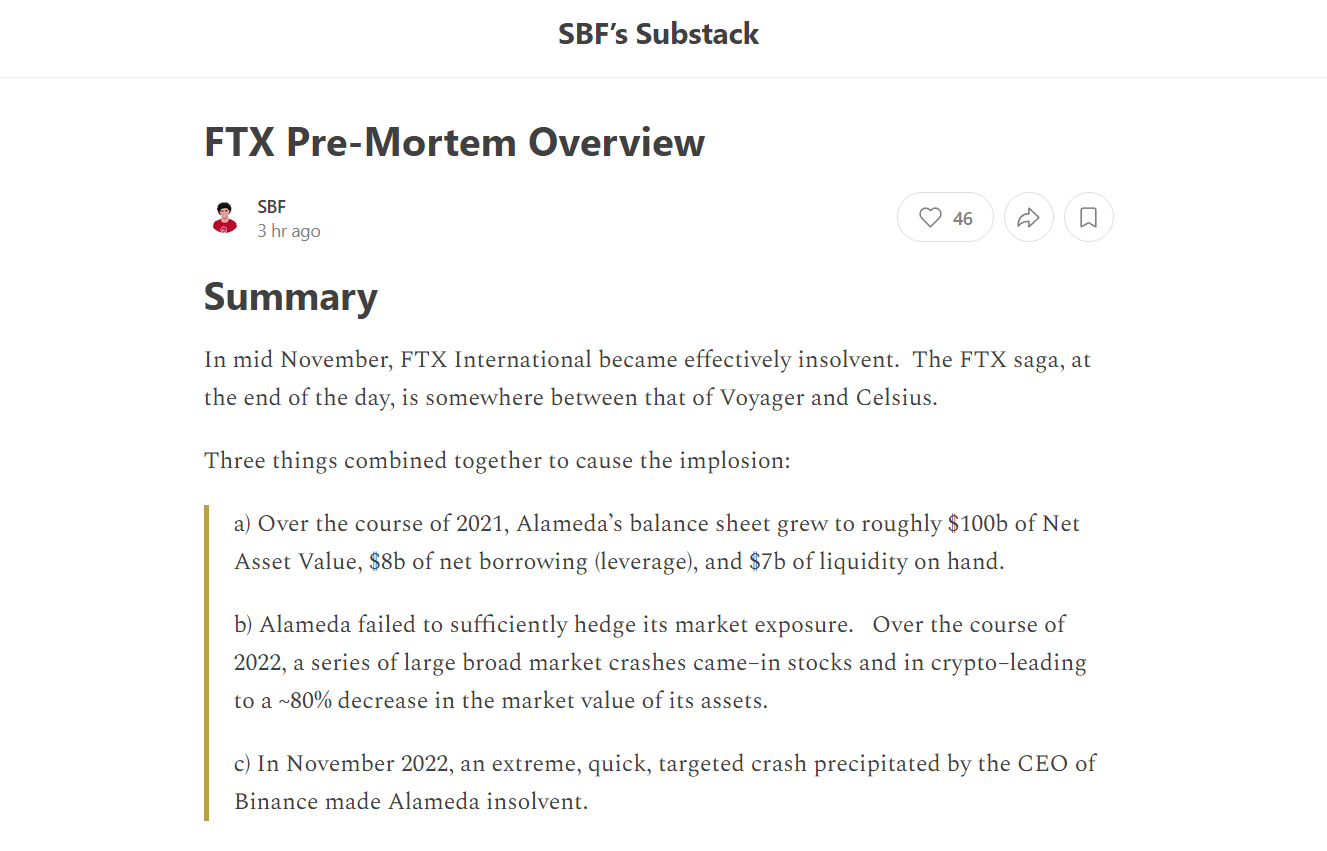 SBF’s Substack
FTX Pre-Mortem Overview
SBF
3 hr ago
46
Summary
In mid November, FTX International became effectively insolvent.  The FTX saga, at
the end of the day, is somewhere between that of Voyager and Celsius.
Three things combined together to cause the implosion:
a) Over the course of 2021, Alameda’s balance sheet grew to roughly $100b of Net
Asset Value, $8b of net borrowing (leverage), and $7b of liquidity on hand.
b) Alameda failed to sufficiently hedge its market exposure.   Over the course of
2022, a series of large broad market crashes came–in stocks and in crypto–leading
to a ~80% decrease in the market value of its assets.
c) In November 2022, an extreme, quick, targeted crash precipitated by the CEO of
Binance made Alameda insolvent.